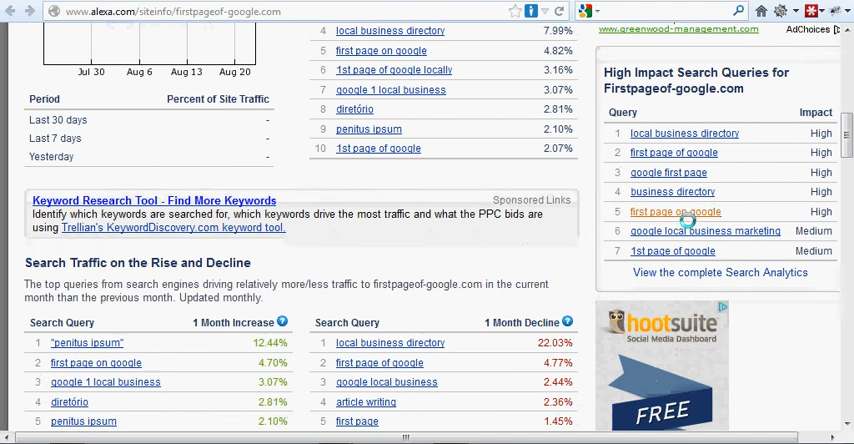 www.alexa.com/siteinfo/firstpageof-google.com
Jul 30 Aug 6 Aug 13 Aug 20
Period Percent of Site Traffic
Last 30 days -
Last 7 days -
Yesterday -
4 local business directory 7.99%
5 first page on google 4.82%
6 1st page of google locally 3.16%
7 google 1 local business 3.07%
8 diretório 2.81%
9 penitus ipsum 2.10%
10 1st page of google 2.07%
www.greenwood-management.com
AdChoices
High Impact Search Queries for
Firstpageof-google.com
Query Impact
1 local business directory High
2 first page of google High
3 google first page High
4 business directory High
5 first page on google High
6 google local business marketing Medium
7 1st page of google Medium
View the complete Search Analytics
Keyword Research Tool - Find More Keywords Sponsored Links
Identify which keywords are searched for, which keywords drive the most traffic and what the PPC bids are
using Trellian's KeywordDiscovery.com keyword tool.
Search Traffic on the Rise and Decline
The top queries from search engines driving relatively more/less traffic to firstpageof-google.com in the current
month than the previous month. Updated monthly.
Search Query 1 Month Increase ?
1 "penitus ipsum" 12.44%
2 first page on google 4.70%
3 google 1 local business 3.07%
4 diretório 2.81%
5 penitus ipsum 2.10%
Search Query 1 Month Decline ?
1 local business directory 22.03%
2 first page of google 4.77%
3 google local business 2.44%
4 article writing 2.36%
5 first page 1.45%
hootsuite
Social Media Dashboard
FREE